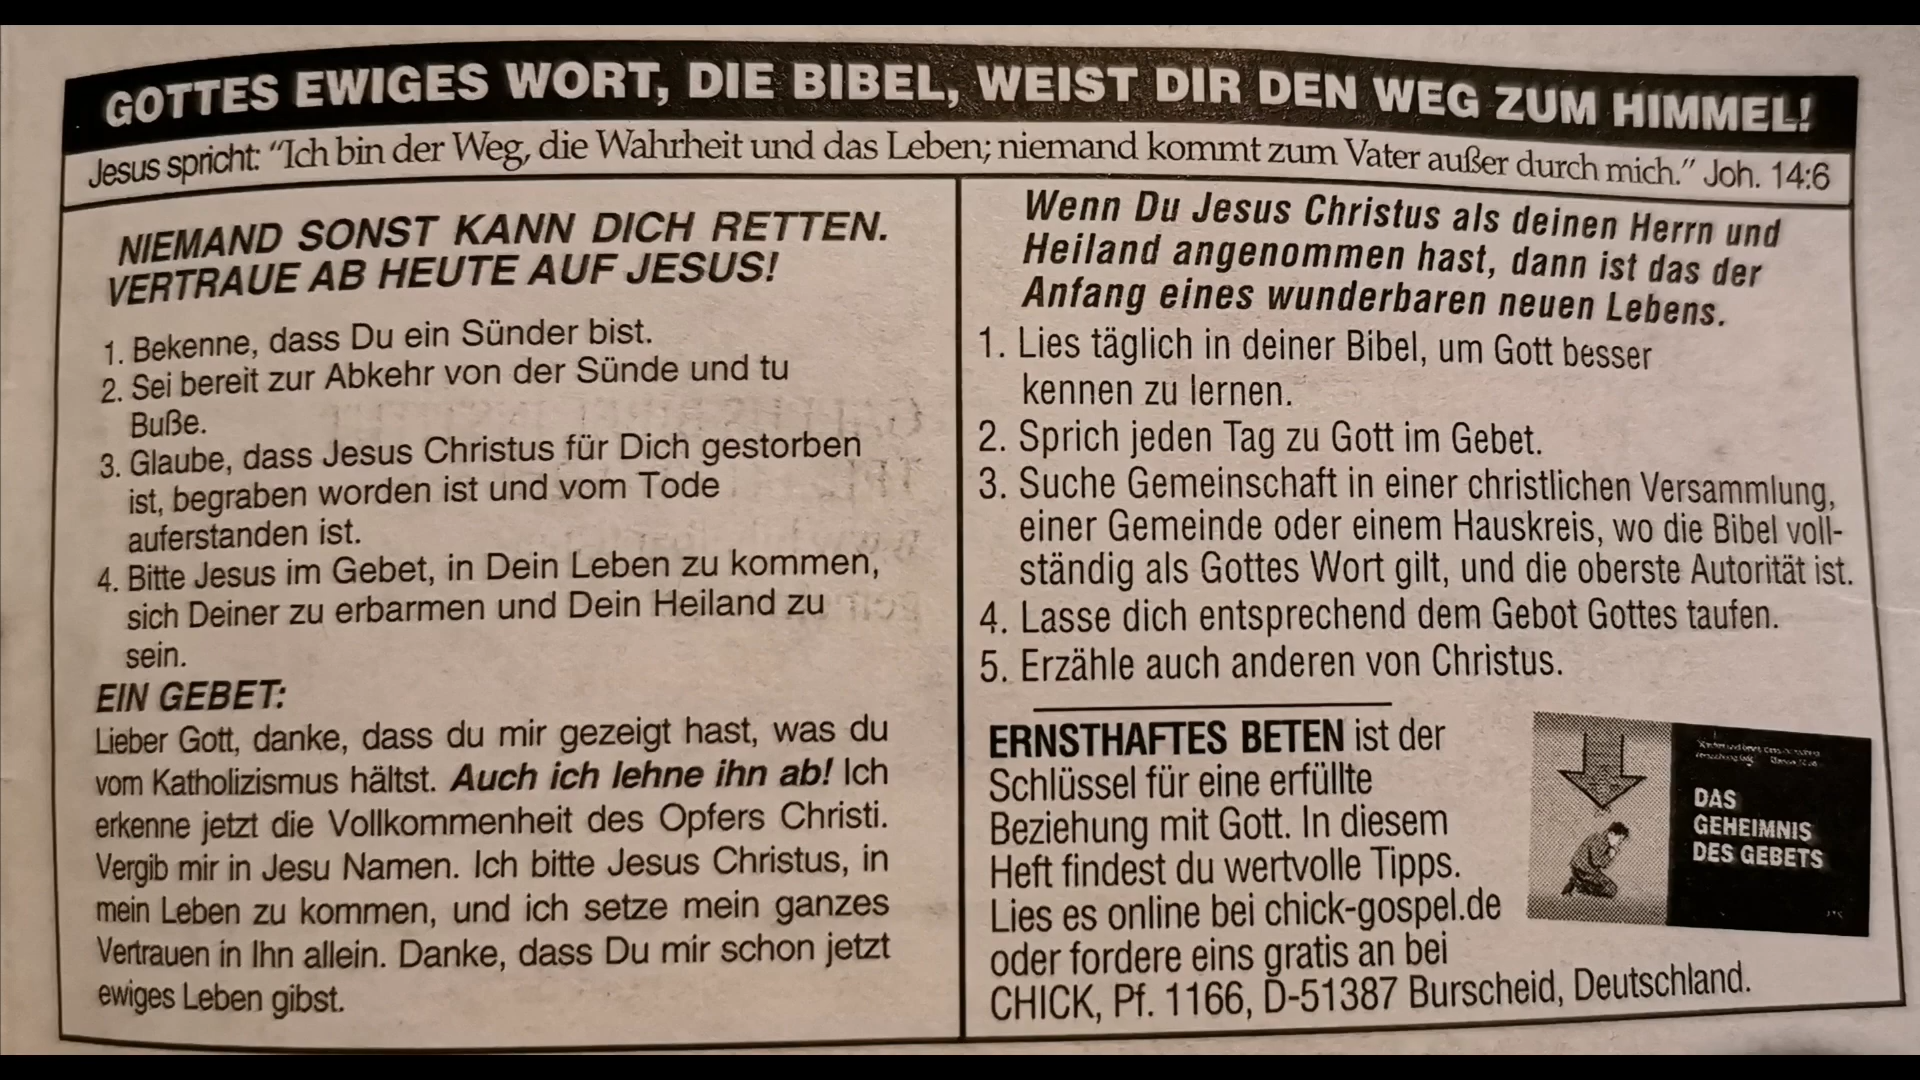 GOTTES EWIGES WORT, DIE BIBEL, WEIST DIR DEN WEG ZUM HIMMEL!
Jesus spricht: "Ich bin der Weg, die Wahrheit und das Leben; niemand kommt zum Vater außer durch mich." Joh. 14:6
NIEMAND SONST KANN DICH RETTEN.
VERTRAUE AB HEUTE AUF JESUS!
1. Bekenne, dass Du ein Sünder bist.
2. Sei bereit zur Abkehr von der Sünde und tu
Buße.
3. Glaube, dass Jesus Christus für Dich gestorben
ist, begraben worden ist und vom Tode
auferstanden ist.
4. Bitte Jesus im Gebet, in Dein Leben zu kommen,
sich Deiner zu erbarmen und Dein Heiland zu
sein.
EIN GEBET:
Lieber Gott, danke, dass du mir gezeigt hast, was du
vom Katholizismus hältst. Auch ich lehne ihn ab! Ich
erkenne jetzt die Vollkommenheit des Opfers Christi.
Vergib mir in Jesu Namen. Ich bitte Jesus Christus, in
mein Leben zu kommen, und ich setze mein ganzes
Vertrauen in Ihn allein. Danke, dass Du mir schon jetzt
ewiges Leben gibst.
Wenn Du Jesus Christus als deinen Herrn und
Heiland angenommen hast, dann ist das der
Anfang eines wunderbaren neuen Lebens.
1. Lies täglich in deiner Bibel, um Gott besser
kennen zu lernen.
2. Sprich jeden Tag zu Gott im Gebet.
3. Suche Gemeinschaft in einer christlichen Versammlung,
einer Gemeinde oder einem Hauskreis, wo die Bibel voll-
ständig als Gottes Wort gilt, und die oberste Autorität ist.
4. Lasse dich entsprechend dem Gebot Gottes taufen.
5. Erzähle auch anderen von Christus.
ERNSTHAFTES BETEN ist der
Schlüssel für eine erfüllte
Beziehung mit Gott. In diesem
Heft findest du wertvolle Tipps.
Lies es online bei chick-gospel.de
oder fordere eins gratis an bei
CHICK, Pf. 1166, D-51387 Burscheid, Deutschland.
DAS
GEHEIMNIS
DES GEBETS